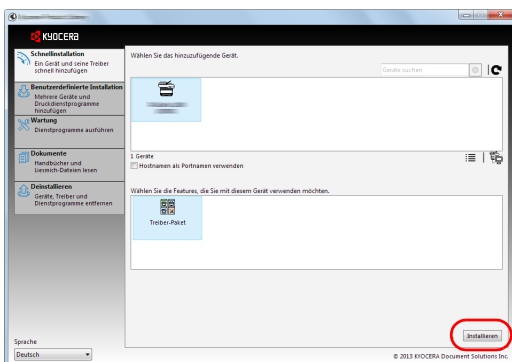 KYOCERA
Schnellinstallation
Ein Gerät und seine Treiber
schnell hinzufügen
Benutzerdefinierte Installation
Mehrere Geräte und
Druckdienstprogramme
hinzufügen
Wartung
Dienstprogramme ausführen
Dokumente
Handbücher und
Liesmich-Dateien lesen
Deinstallieren
Geräte, Treiber und
Dienstprogramme entfernen
Sprache
Deutsch
Wählen Sie das hinzuzufügende Gerät.
Geräte suchen
1 Geräte
Hostnamen als Portnamen verwenden
Wählen Sie die Features, die Sie mit diesem Gerät verwenden möchten.
Treiber-Paket
Installieren
© 2013 KYOCERA Document Solutions Inc.